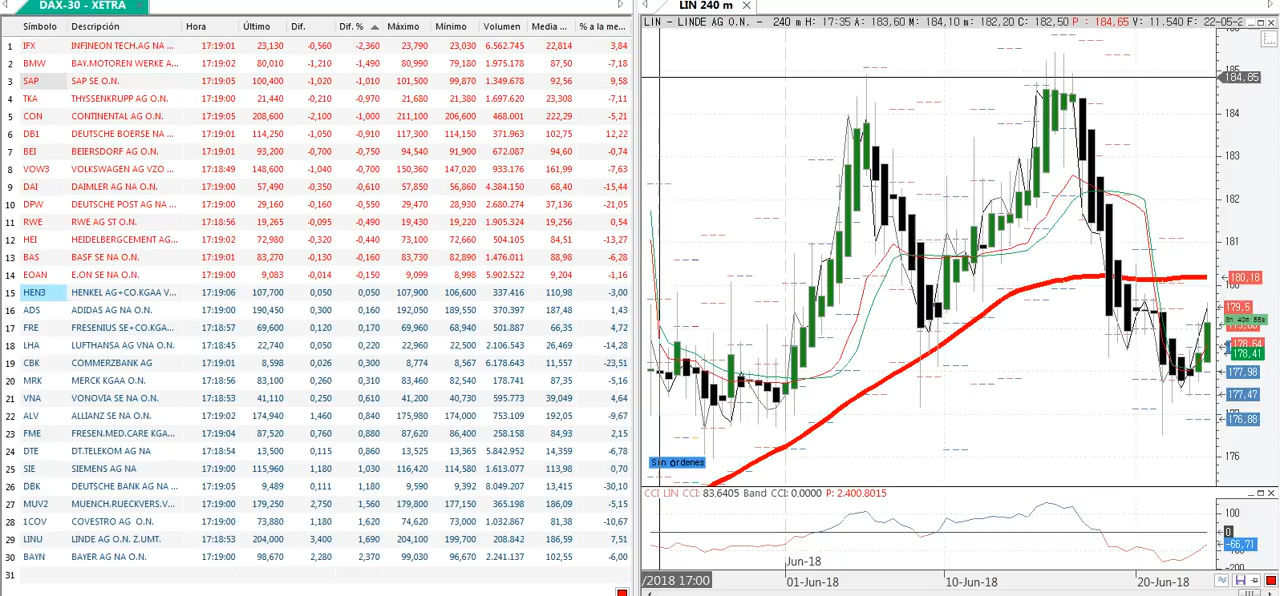 DAX-30 - XETRA
Símbolo Descripción Hora Último Dif. Dif. % Máximo Mínimo Volumen Media ... % a la me...
1 IFX INFINEON TECH.AG NA ... 17:19:01 23,130 -0,560 -2,360 23,790 23,030 6.562.745 22,814 3,84
2 BMW BAY.MOTOREN WERKE A... 17:19:02 80,010 -1,210 -1,490 80,990 79,180 1.975.178 87,50 -7,18
3 SAP SAP SE O.N. 17:19:05 100,400 -1,020 -1,010 101,500 99,870 1.349.678 92,56 9,58
4 TKA THYSSENKRUPP AG O.N. 17:19:00 21,440 -0,210 -0,970 21,680 21,380 1.697.620 23,308 -7,11
5 CON CONTINENTAL AG O.N. 17:19:05 208,600 -2,100 -1,000 211,100 206,600 468.001 222,29 -5,21
6 DB1 DEUTSCHE BOERSE NA ... 17:19:01 114,250 -1,050 -0,910 117,300 114,150 371.963 102,75 12,22
7 BEI BEIERSDORF AG O.N. 17:19:01 93,200 -0,700 -0,750 94,540 91,900 672.087 94,60 -0,74
8 VOW3 VOLKSWAGEN AG VZO ... 17:18:49 148,600 -1,040 -0,700 150,360 147,020 933.176 161,99 -7,63
9 DAI DAIMLER AG NA O.N. 17:19:00 57,490 -0,350 -0,610 57,850 56,860 4.384.150 68,40 -15,44
10 DPW DEUTSCHE POST AG NA ... 17:19:00 29,160 -0,160 -0,530 29,470 28,930 2.680.274 37,136 -21,05
11 RWE RWE AG ST O.N. 17:18:56 19,265 -0,095 -0,490 19,430 19,220 1.905.324 19,256 0,54
12 HEI HEIDELBERGCEMENT AG... 17:19:02 72,980 -0,320 -0,440 73,100 72,660 504.105 84,51 -13,27
13 BAS BASF SE NA O.N. 17:19:01 83,270 -0,130 -0,160 83,730 82,890 1.476.011 88,98 -6,28
14 EOAN E.ON SE NA O.N. 17:19:00 9,083 -0,014 -0,150 9,099 8,998 5.902.522 9,204 -1,16
15 HEN3 HENKEL AG+CO.KGAA V... 17:19:06 107,700 0,050 107,900 106,600 337.415 110,98 -3,00
16 ADS ADIDAS AG NA O.N. 17:19:00 190,450 0,300 0,160 192,050 189,550 370.397 187,48 1,43
17 FRE FRESENIUS SE+CO.KGA... 17:18:57 69,600 0,120 0,170 69,960 68,940 501.887 66,35 4,72
18 LHA LUFTHANSA AG VNA O.N. 17:18:45 22,740 0,050 0,220 22,500 2.106.543 26,469 -14,28
19 CBK COMMERZBANK AG 17:19:00 8,598 0,026 0,300 8,774 8,567 11,557 -23,51
20 MRK MERCK KGAA O.N. 17:18:56 83,100 0,260 0,310 83,460 82,540 178.741 87,35 -5,16
21 VNA VONOVIA SE NA O.N. 17:18:53 41,110 0,250 0,610 41,200 40,730 595.773 39,049 4,64
22 ALV ALLIANZ SE NA O.N. 17:19:02 174,940 1,460 0,840 175,980 174,000 753.109 192,05 -9,67
23 FME FRESEN.MED.CARE KGA... 17:19:04 87,520 0,760 0,880 87,620 86,400 258.158 84,93 2,15
24 DTE DT.TELEKOM AG NA 17:18:54 13,500 0,115 0,860 13,525 13,365 5.842.952 14,359 -6,78
25 SIE SIEMENS AG NA 17:19:00 115,960 1,180 1,030 116,420 114,580 1.613.077 113,98 0,70
26 DBK DEUTSCHE BANK AG NA ... 17:19:05 9,489 0,111 1,180 9,590 9,392 8.049.207 13,415 -30,10
27 MUV2 MUENCH.RUECKVERS.V... 17:19:00 179,250 2,750 1,560 179,800 177,150 365.198 186,09 -5,15
28 1COV COVESTRO AG O.N. 17:19:00 73,880 1,180 1,620 74,620 73,000 1.032.867 81,38 -10,67
29 LINU LINDE AG O.N. Z.UMT. 17:18:53 204,000 3,400 1,690 204,100 199,700 208.842 186,59 7,51
30 BAYN BAYER AG NA O.N. 17:19:00 98,670 2,280 2,370 99,030 96,670 2.241.137 102,55 -6,00
31
LIN 240 m
LIN - LINDE AG O.N. - 240 m H: 17:35 A: 183,60 M: 184,10 m: 182,20 C: 182,50 P : 184,65 V: 11.540 F: 22-05-2
185
184,85
184
183
182
181
180,18
179,5
178,64
178,41
177,98
177,47
176,88
176
Sin órdenes
CCI LIN CCI: 83,6405 Band CCI: 0,0000 P: 2.400.8015
100
0
-66,71
-200
Jun-18
/2018 17:00 01-Jun-18 10-Jun-18 20-Jun-18